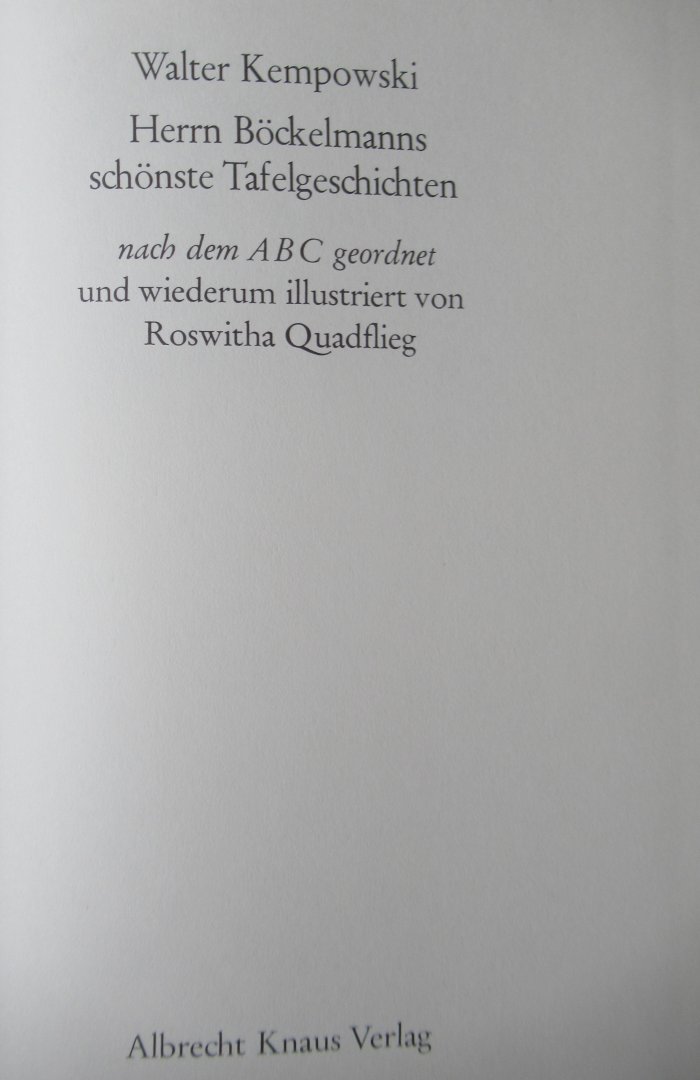 Walter Kempowski
Herrn Böckelmanns
schönste Tafelgeschichten
nach dem ABC geordnet
und wiederum illustriert von
Roswitha Quadflieg
Albrecht Knaus Verlag